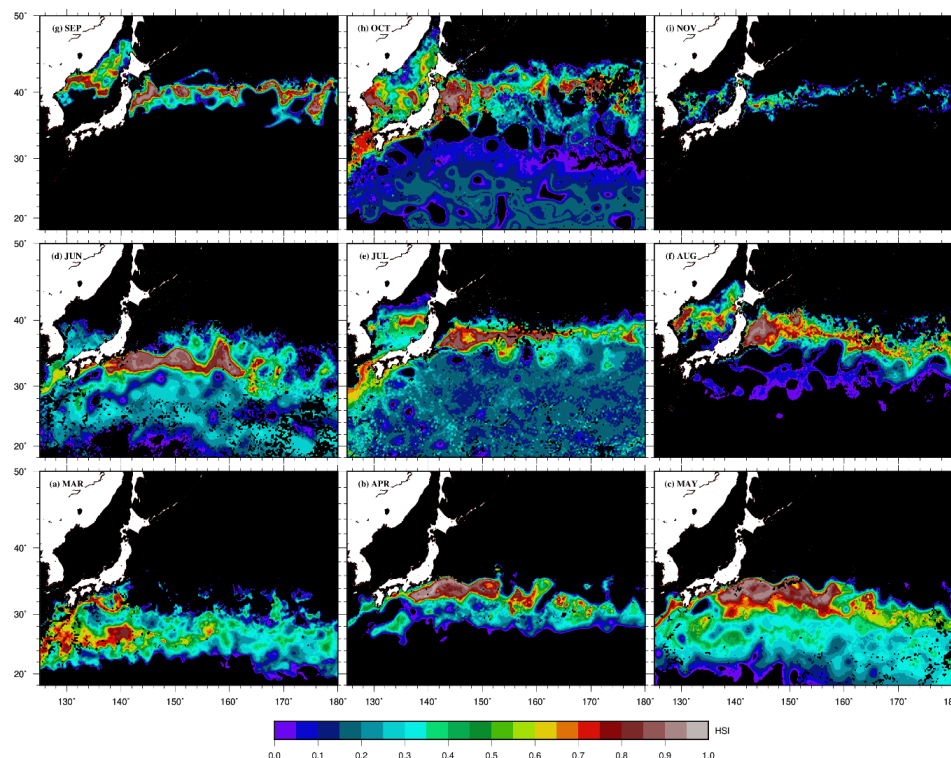 50°
(g) SEP
(h) OCT
(i) NOV
40°
30°
20°
50°
(d) JUN
(e) JUL
(f) AUG
40°
30°
20°
50°
(a) MAR
(b) APR
(c) MAY
40°
30°
20°
130° 140° 150° 160° 170° 180° 130° 140° 150° 160° 170° 180° 130° 140° 150° 160° 170° 180
HSI
0.0 0.1 0.2 0.3 0.4 0.5 0.6 0.7 0.8 0.9 1.0